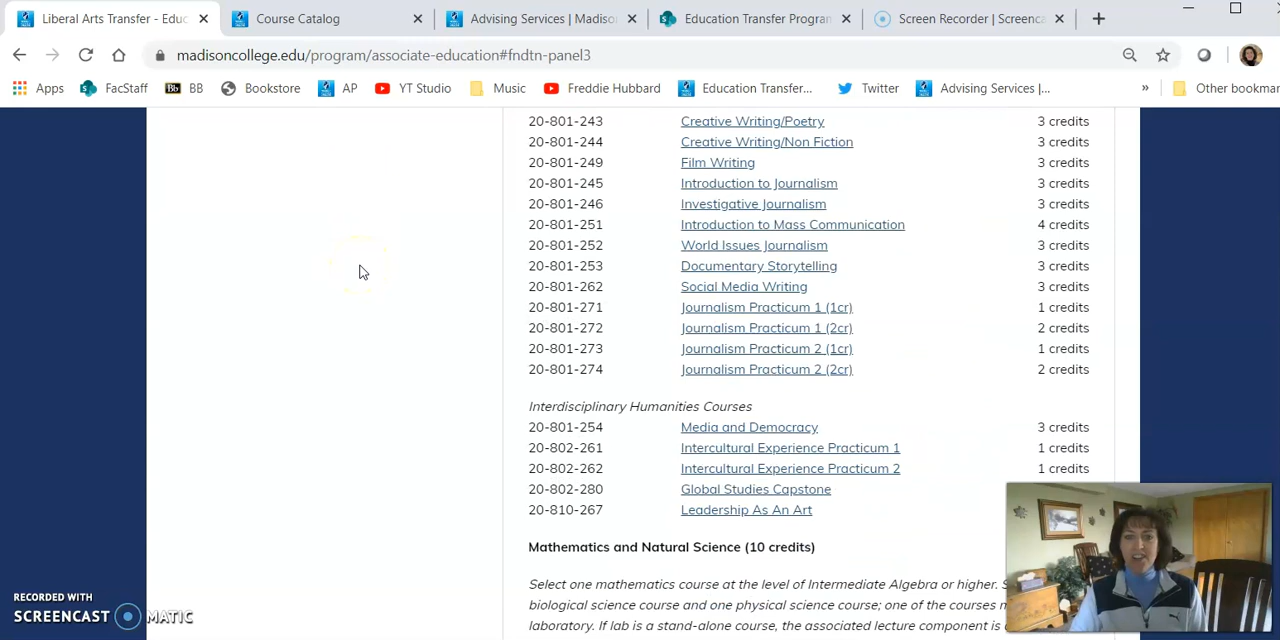 Liberal Arts Transfer - Educ
Course Catalog
Advising Services | Madiso
Education Transfer Program
Screen Recorder | Screenca
madisoncollege.edu/program/associate-education#fndtn-panel3
Apps
FacStaff
Bb BB
Bookstore
AP
YT Studio
Music
Freddie Hubbard
Education Transfer...
Twitter
Advising Services |...
»
Other bookmar
20-801-243 Creative Writing/Poetry 3 credits
20-801-244 Creative Writing/Non Fiction 3 credits
20-801-249 Film Writing 3 credits
20-801-245 Introduction to Journalism 3 credits
20-801-246 Investigative Journalism 3 credits
20-801-251 Introduction to Mass Communication 4 credits
20-801-252 World Issues Journalism 3 credits
20-801-253 Documentary Storytelling 3 credits
20-801-262 Social Media Writing 3 credits
20-801-271 Journalism Practicum 1 (1cr) 1 credits
20-801-272 Journalism Practicum 1 (2cr) 2 credits
20-801-273 Journalism Practicum 2 (1cr) 1 credits
20-801-274 Journalism Practicum 2 (2cr) 2 credits
Interdisciplinary Humanities Courses
20-801-254 Media and Democracy 3 credits
20-802-261 Intercultural Experience Practicum 1 1 credits
20-802-262 Intercultural Experience Practicum 2 1 credits
20-802-280 Global Studies Capstone
20-810-267 Leadership As An Art
Mathematics and Natural Science (10 credits)
Select one mathematics course at the level of Intermediate Algebra or higher. S
biological science course and one physical science course; one of the courses m
laboratory. If lab is a stand-alone course, the associated lecture component is
RECORDED WITH
SCREENCAST MATIC